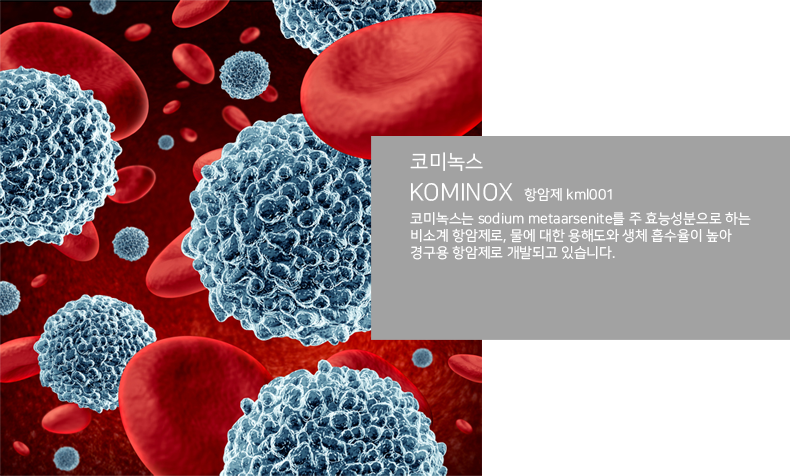 코미녹스
KOMINOX 항암제 kml001
코미녹스는 sodium metaarsenite를 주 효능성분으로 하는
비소계 항암제로, 물에 대한 용해도와 생체 흡수율이 높아
경구용 항암제로 개발되고 있습니다.